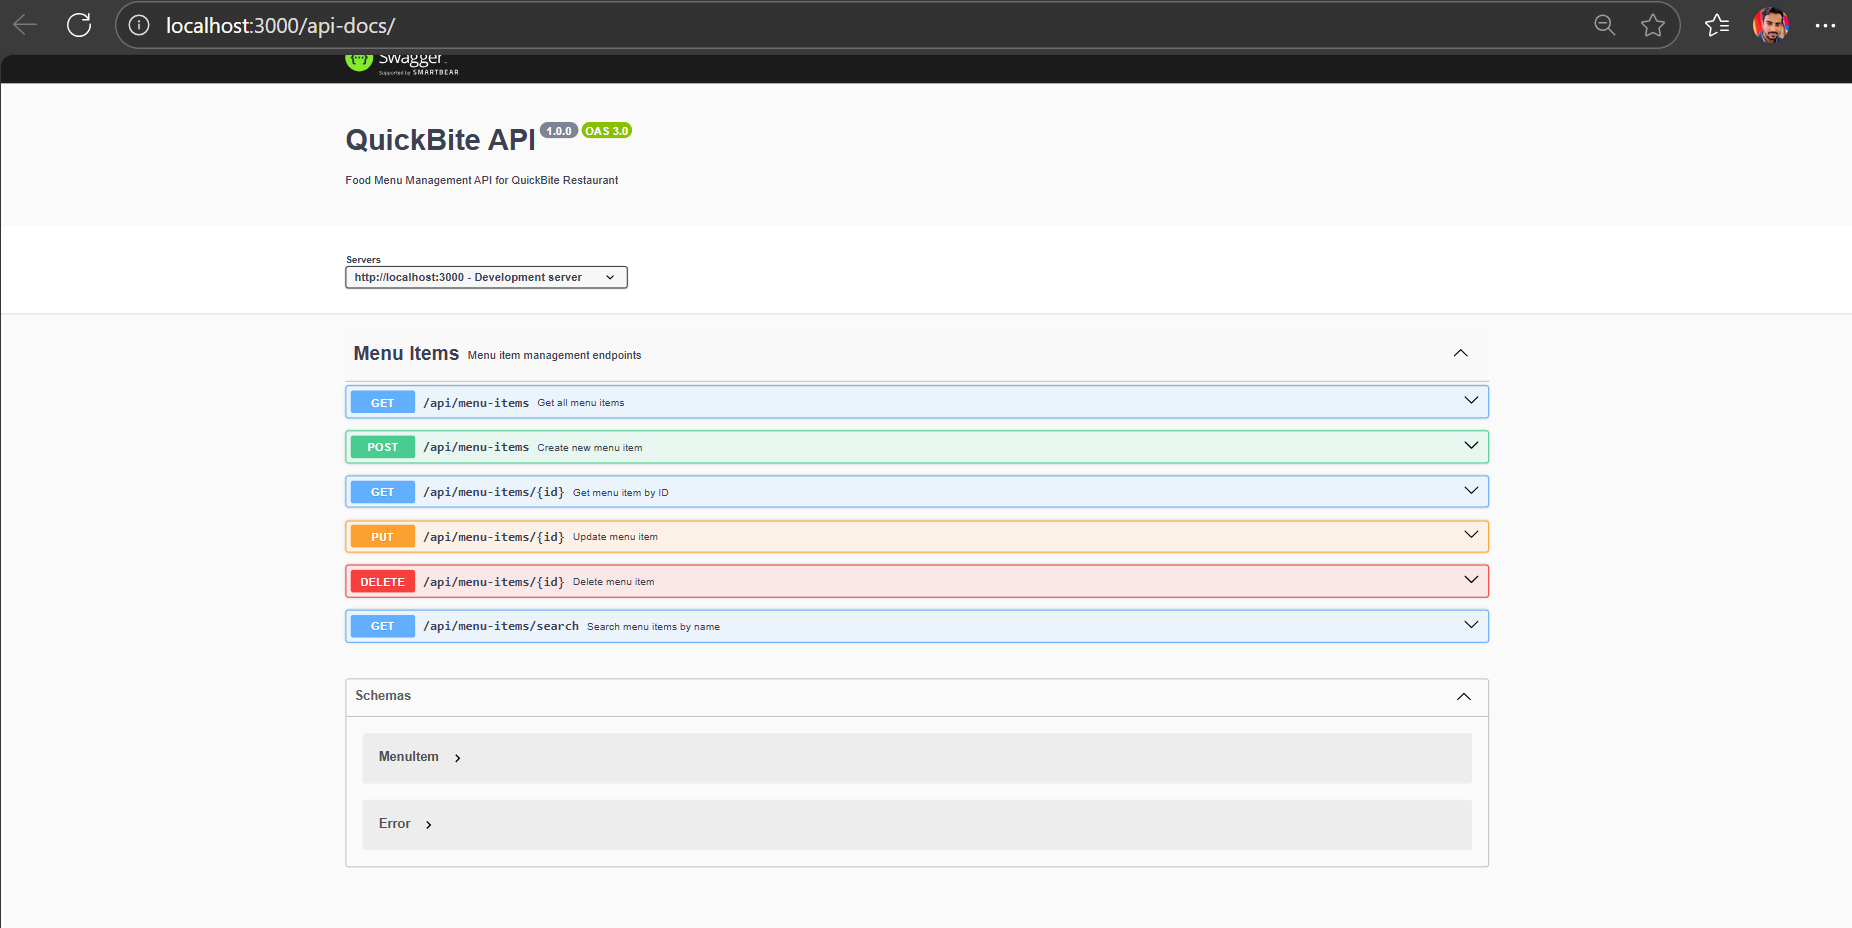 localhost:3000/api-docs/
Swagger
Supported by SMARTBEAR
QuickBite API 1.0.0 OAS 3.0
Food Menu Management API for QuickBite Restaurant
Servers
http://localhost:3000 - Development server
Menu Items Menu item management endpoints
GET /api/menu-items Get all menu items
POST /api/menu-items Create new menu item
GET /api/menu-items/{id} Get menu item by ID
PUT /api/menu-items/{id} Update menu item
DELETE /api/menu-items/{id} Delete menu item
GET /api/menu-items/search Search menu items by name
Schemas
MenuItem
Error